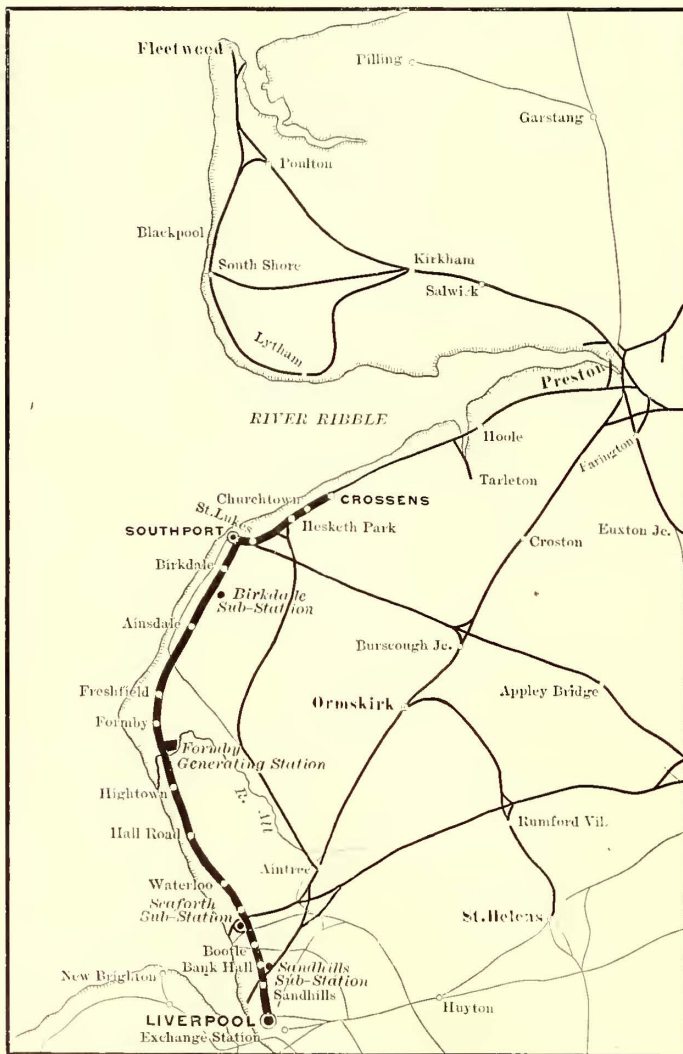 Fleetwood
Pilling
Garstang
Poulton
Blackpool
South Shore
Kirkham
Salwick
Lytham
Preston
RIVER RIBBLE
Hoole
Farington
Tarleton
Churchtown
CROSSENS
St. Lukes
Hesketh Park
SOUTHPORT
Euxton Jc.
Croston
Birkdale
Birkdale
Sub-Station
Ainsdale
Burscough Jc.
Appley Bridge
Freshfield
Ormskirk
Formby
Formby
Generating Station
Hightown
R. Alt
Rumford Vil.
Hall Road
Aintree
Waterloo
Seaforth
Sub-Station
St. Helens
Bootle
Bank Hall
Sandhills
Sub-Station
New Brighton
Sandhills
Huyton
LIVERPOOL
Exchange Station